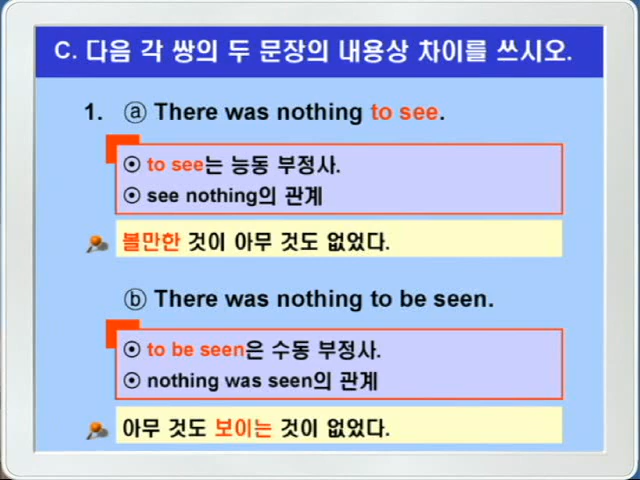 C. 다음 각 쌍의 두 문장의 내용상 차이를 쓰시오.
1. ⓐ There was nothing to see.
⊙ to see는 능동 부정사.
⊙ see nothing의 관계
볼만한 것이 아무 것도 없었다.
ⓑ There was nothing to be seen.
⊙ to be seen은 수동 부정사.
⊙ nothing was seen의 관계
아무 것도 보이는 것이 없었다.